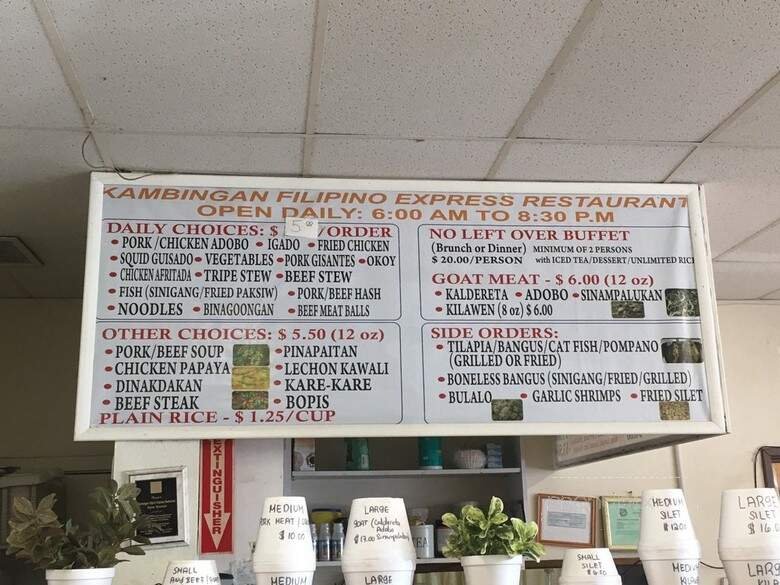 KAMBINGAN FILIPINO EXPRESS RESTAURANT
OPEN DAILY: 6:00 AM TO 8:30 P.M
DAILY CHOICES: $ 5.00 /ORDER
• PORK /CHICKEN ADOBO • IGADO • FRIED CHICKEN
• SQUID GUISADO • VEGETABLES • PORK GISANTES • OKOY
• CHICKEN AFRITADA • TRIPE STEW • BEEF STEW
• FISH (SINIGANG/FRIED PAKSIW) • PORK/BEEF HASH
• NOODLES • BINAGOONGAN • BEEF MEAT BALLS
OTHER CHOICES: $ 5.50 (12 oz)
• PORK/BEEF SOUP • PINAPAITAN
• CHICKEN PAPAYA • LECHON KAWALI
• DINAKDAKAN • KARE-KARE
• BEEF STEAK • BOPIS
PLAIN RICE - $ 1.25/CUP
NO LEFT OVER BUFFET
(Brunch or Dinner) MINIMUM OF 2 PERSONS
$ 20.00/PERSON with ICED TEA/DESSERT/UNLIMITED RICE
GOAT MEAT - $ 6.00 (12 oz)
• KALDERETA • ADOBO • SINAMPALUKAN
• KILAWEN (8 oz) $ 6.00
SIDE ORDERS:
• TILAPIA/BANGUS/CAT FISH/POMPANO
(GRILLED OR FRIED)
• BONELESS BANGUS (SINIGANG/FRIED/GRILLED)
• BULALO • GARLIC SHRIMPS • FRIED SILET
EXTINGUISHER
MEDIUM
$ 10.00
MEDIUM
LARGE
GOAT (Caldereta
Adobo
LARGE
SMALL
SMALL
SILET
MEDIUM
SILET
$ 12.00
MEDIUM
LARGE
SILET
LARG